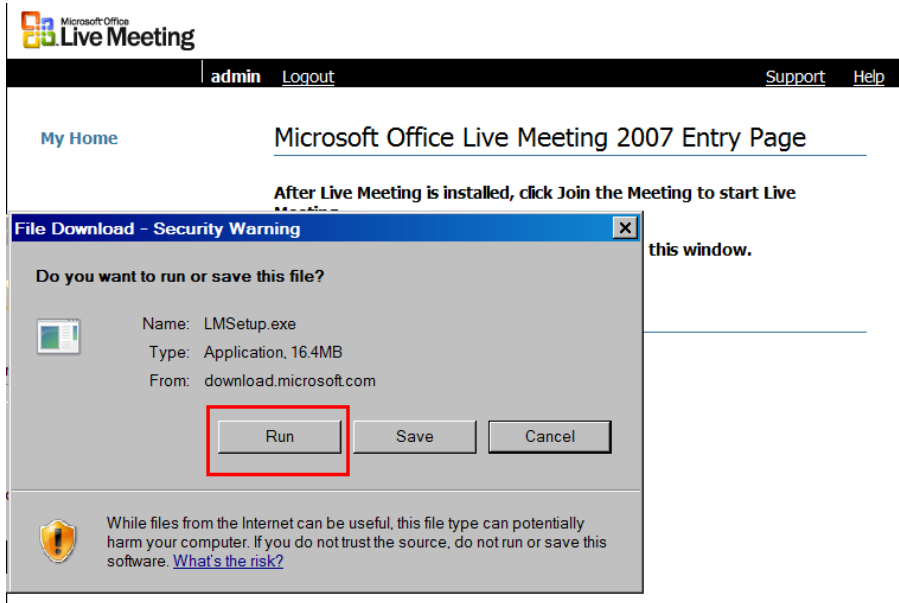 Microsoft Office
Live Meeting
admin Logout Support Help
My Home
Microsoft Office Live Meeting 2007 Entry Page
After Live Meeting is installed, click Join the Meeting to start Live
Meeting
this window.
File Download - Security Warning
Do you want to run or save this file?
Name: LMSetup.exe
Type: Application, 16.4MB
From: download.microsoft.com
Run Save Cancel
While files from the Internet can be useful, this file type can potentially
harm your computer. If you do not trust the source, do not run or save this
software. What's the risk?